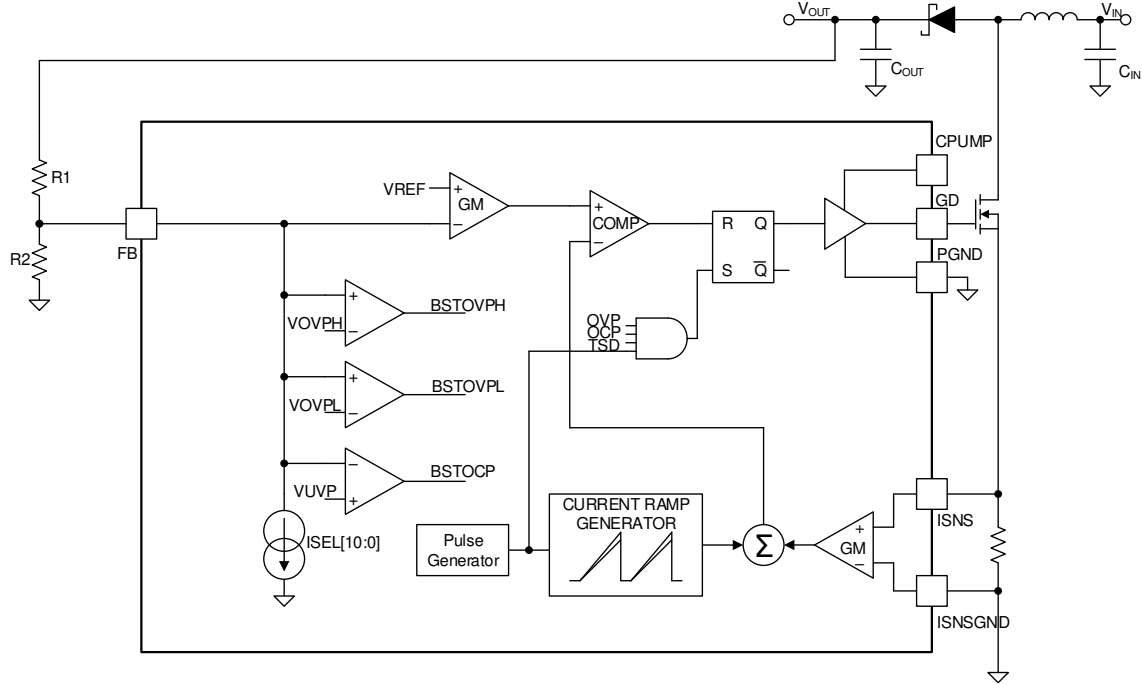 VOUT
VIN
COUT
CIN
CPUMP
R1
VREF
+
GM
−
+
COMP
−
R Q
S Q
GD
FB
R2
PGND
+
VOVPH
−
BSTOVPH
OVP
OCP
TSD
+
VOVPL
−
BSTOVPL
−
VUVP
+
BSTOCP
ISNS
CURRENT RAMP
GENERATOR
ISEL[10:0]
Pulse
Generator
Σ
+
GM
−
ISNSGND